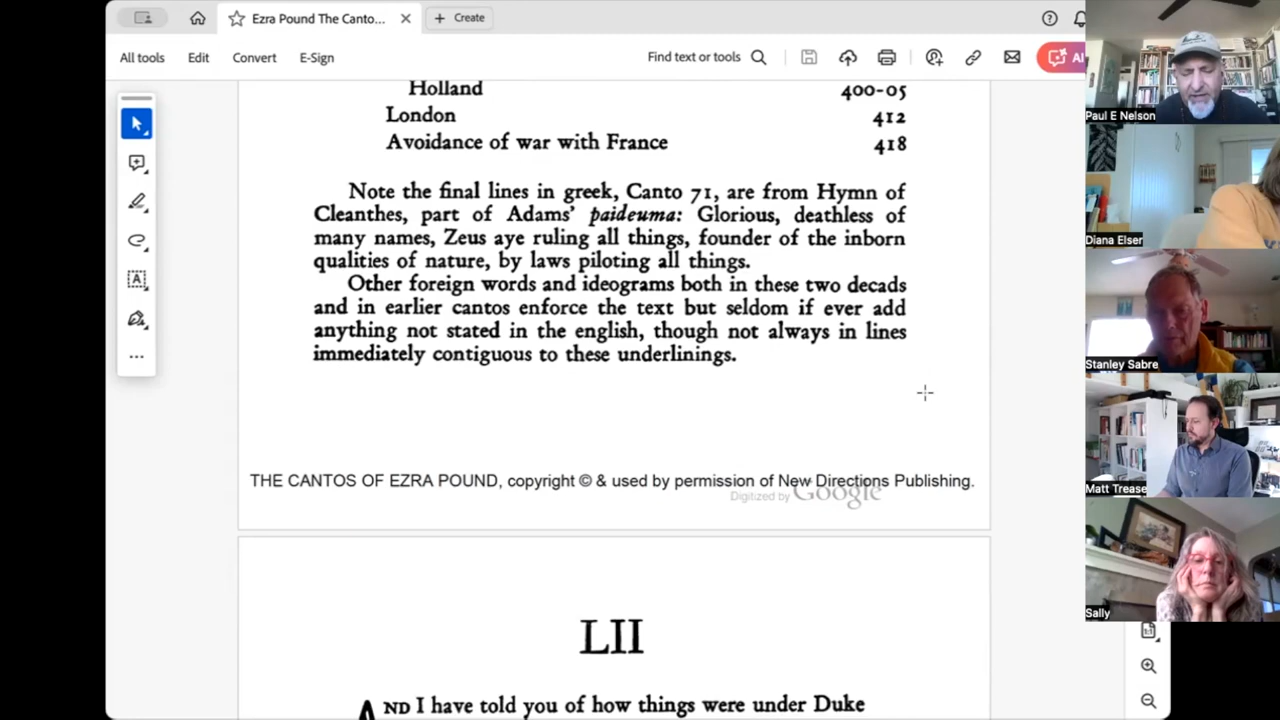 Ezra Pound The Canto...
Create
All tools
Edit
Convert
E-Sign
Find text or tools
AI
Holland 400-05
London 412
Avoidance of war with France 418
Note the final lines in greek, Canto 71, are from Hymn of
Cleanthes, part of Adams' paideuma: Glorious, deathless of
many names, Zeus aye ruling all things, founder of the inborn
qualities of nature, by laws piloting all things.
Other foreign words and ideograms both in these two decads
and in earlier cantos enforce the text but seldom if ever add
anything not stated in the english, though not always in lines
immediately contiguous to these underlinings.
THE CANTOS OF EZRA POUND, copyright © & used by permission of New Directions Publishing.
Digitized by Google
LII
AND I have told you of how things were under Duke
Paul E Nelson
Diana Elser
Stanley Sabre
Matt Trease
Sally